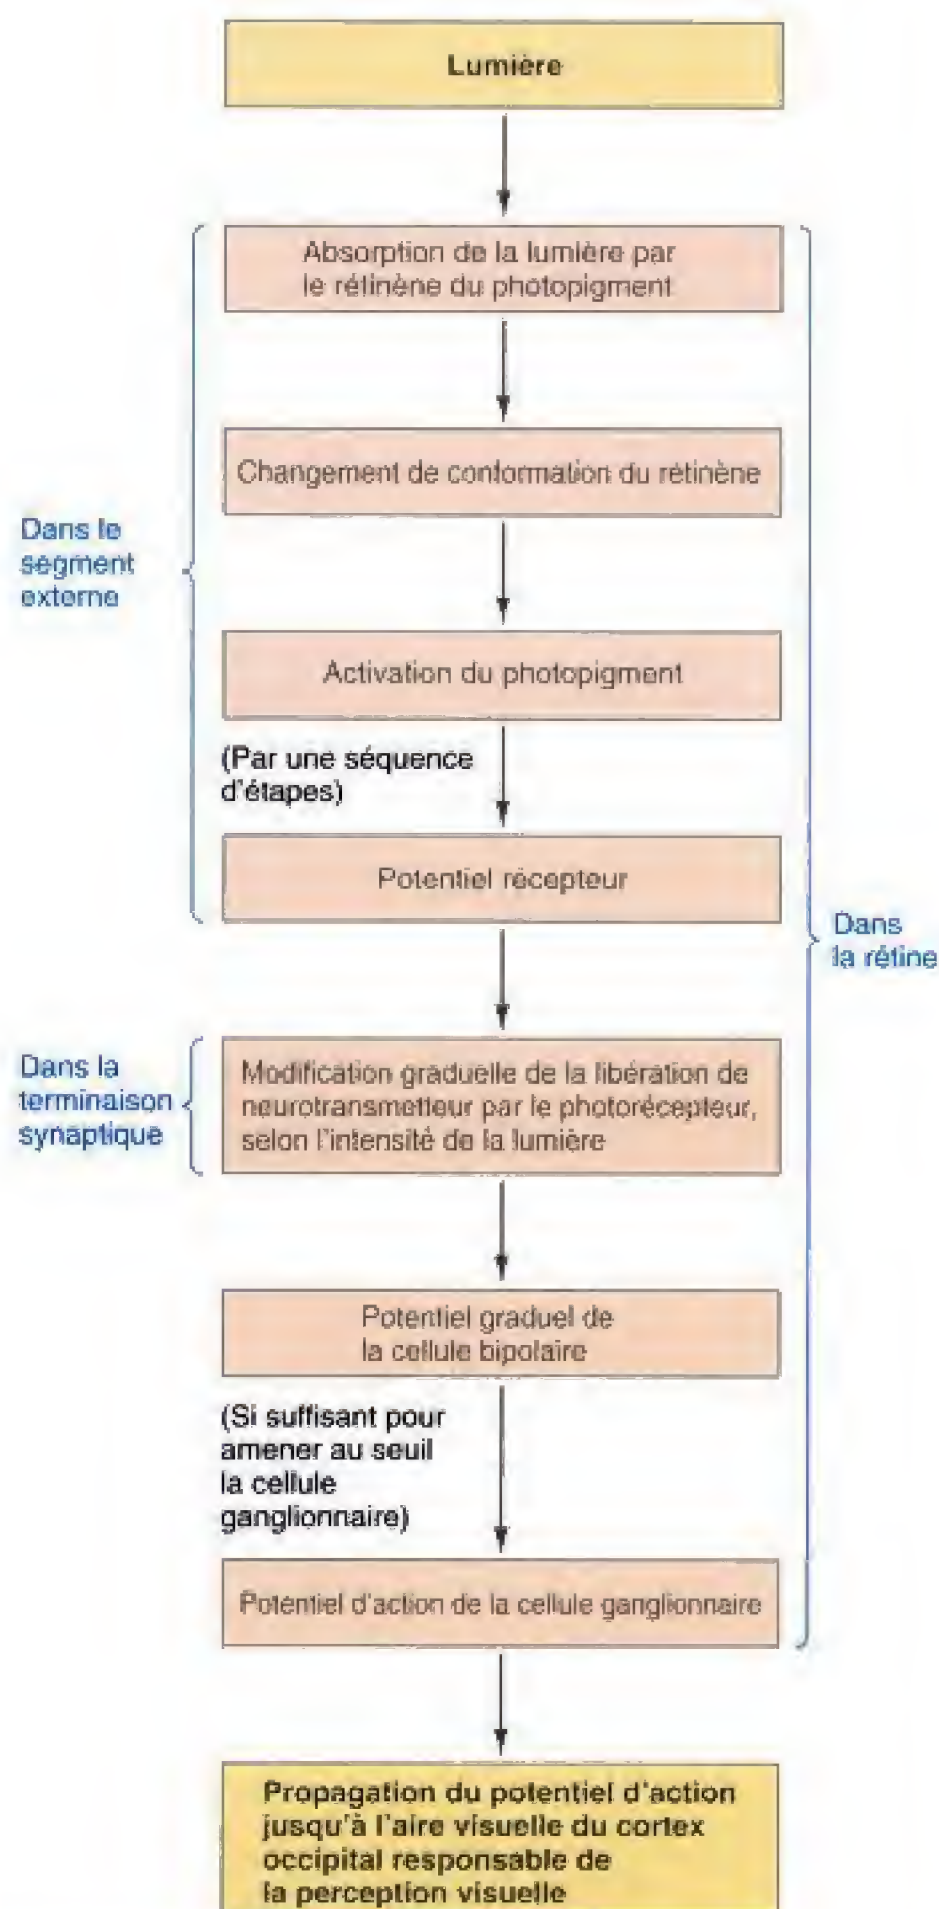 Lumière
Absorption de la lumière par
le rétinène du photopigment
Changement de conformation du rétinène
Dans le
segment
externe
Activation du photopigment
(Par une séquence
d'étapes)
Potentiel récepteur
Dans
la rétine
Dans la
terminaison
synaptique
Modification graduelle de la libération de
neurotransmetteur par le photorécepteur,
selon l'intensité de la lumière
Potentiel graduel de
la cellule bipolaire
(Si suffisant pour
amener au seuil
la cellule
ganglionnaire)
Potentiel d'action de la cellule ganglionnaire
Propagation du potentiel d'action
jusqu'à l'aire visuelle du cortex
occipital responsable de
la perception visuelle